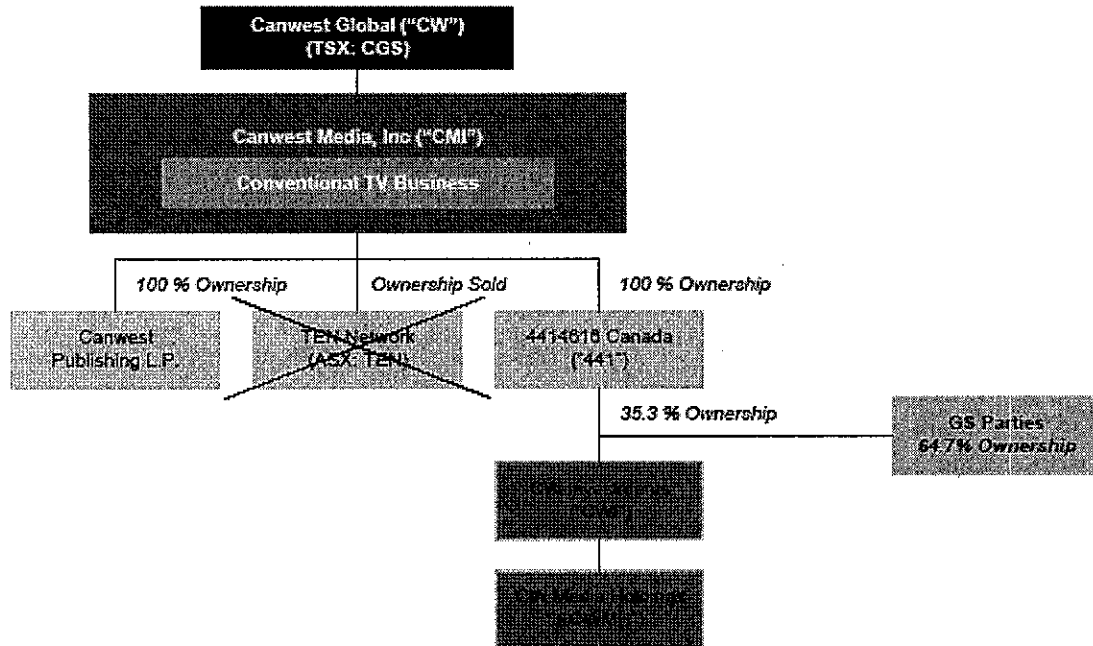 Canwest Global ("CW")
(TSX: CGS)
Canwest Media, Inc ("CMI")
Conventional TV Business
100 % Ownership
Ownership Sold
100 % Ownership
Canwest
Publishing L.P.
TEN Network
(ASX: TEN)
4414616 Canada
("441")
35.3 % Ownership
GS Parties
64.7% Ownership